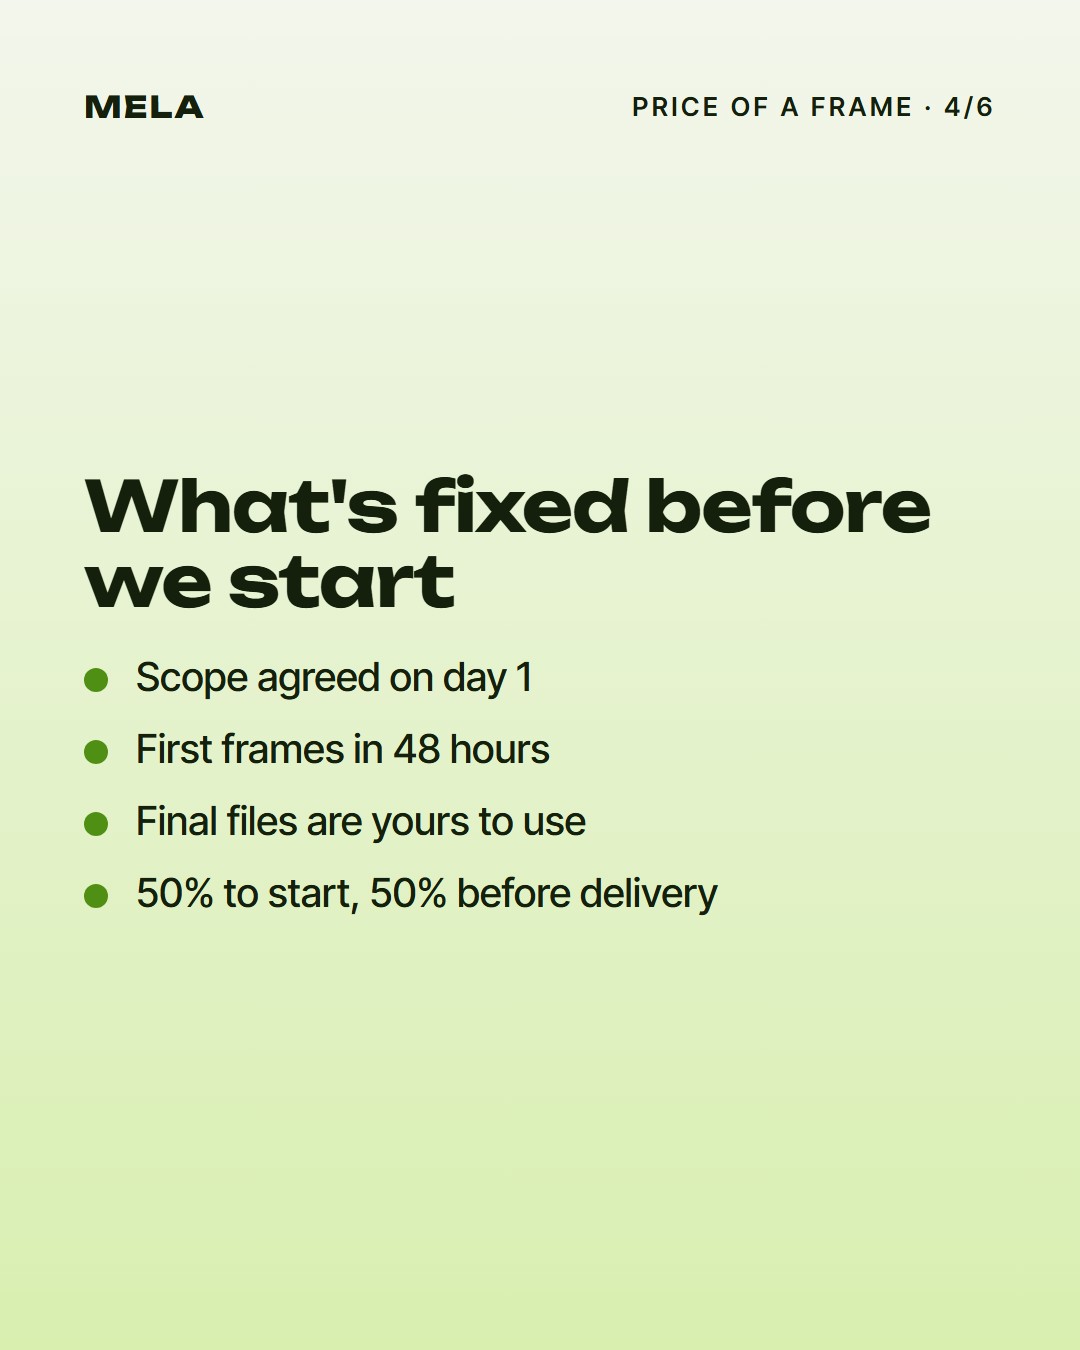 MELA
PRICE OF A FRAME · 4/6
What's fixed before
we start
Scope agreed on day 1
First frames in 48 hours
Final files are yours to use
50% to start, 50% before delivery